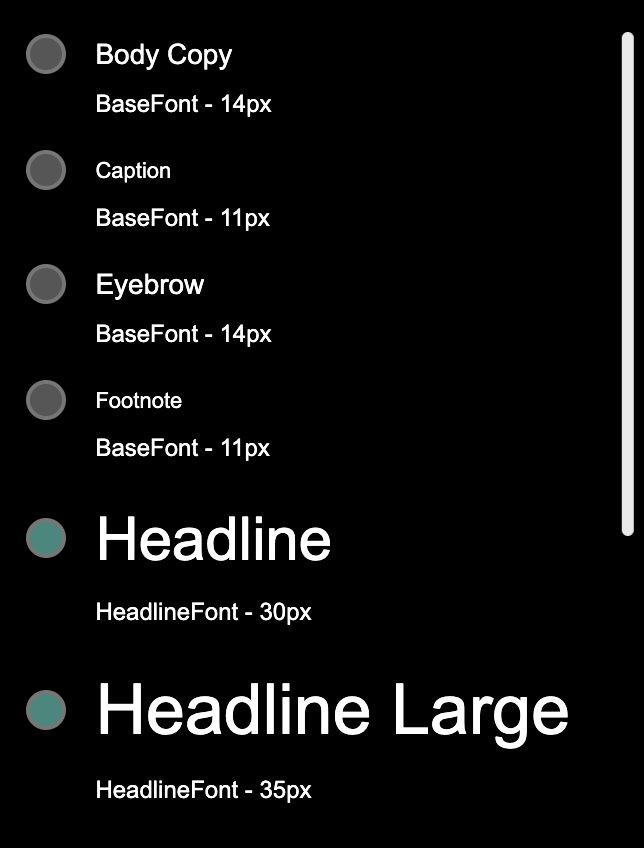 Body Copy
BaseFont - 14px
Caption
BaseFont - 11px
Eyebrow
BaseFont - 14px
Footnote
BaseFont - 11px
Headline
HeadlineFont - 30px
Headline Large
HeadlineFont - 35px